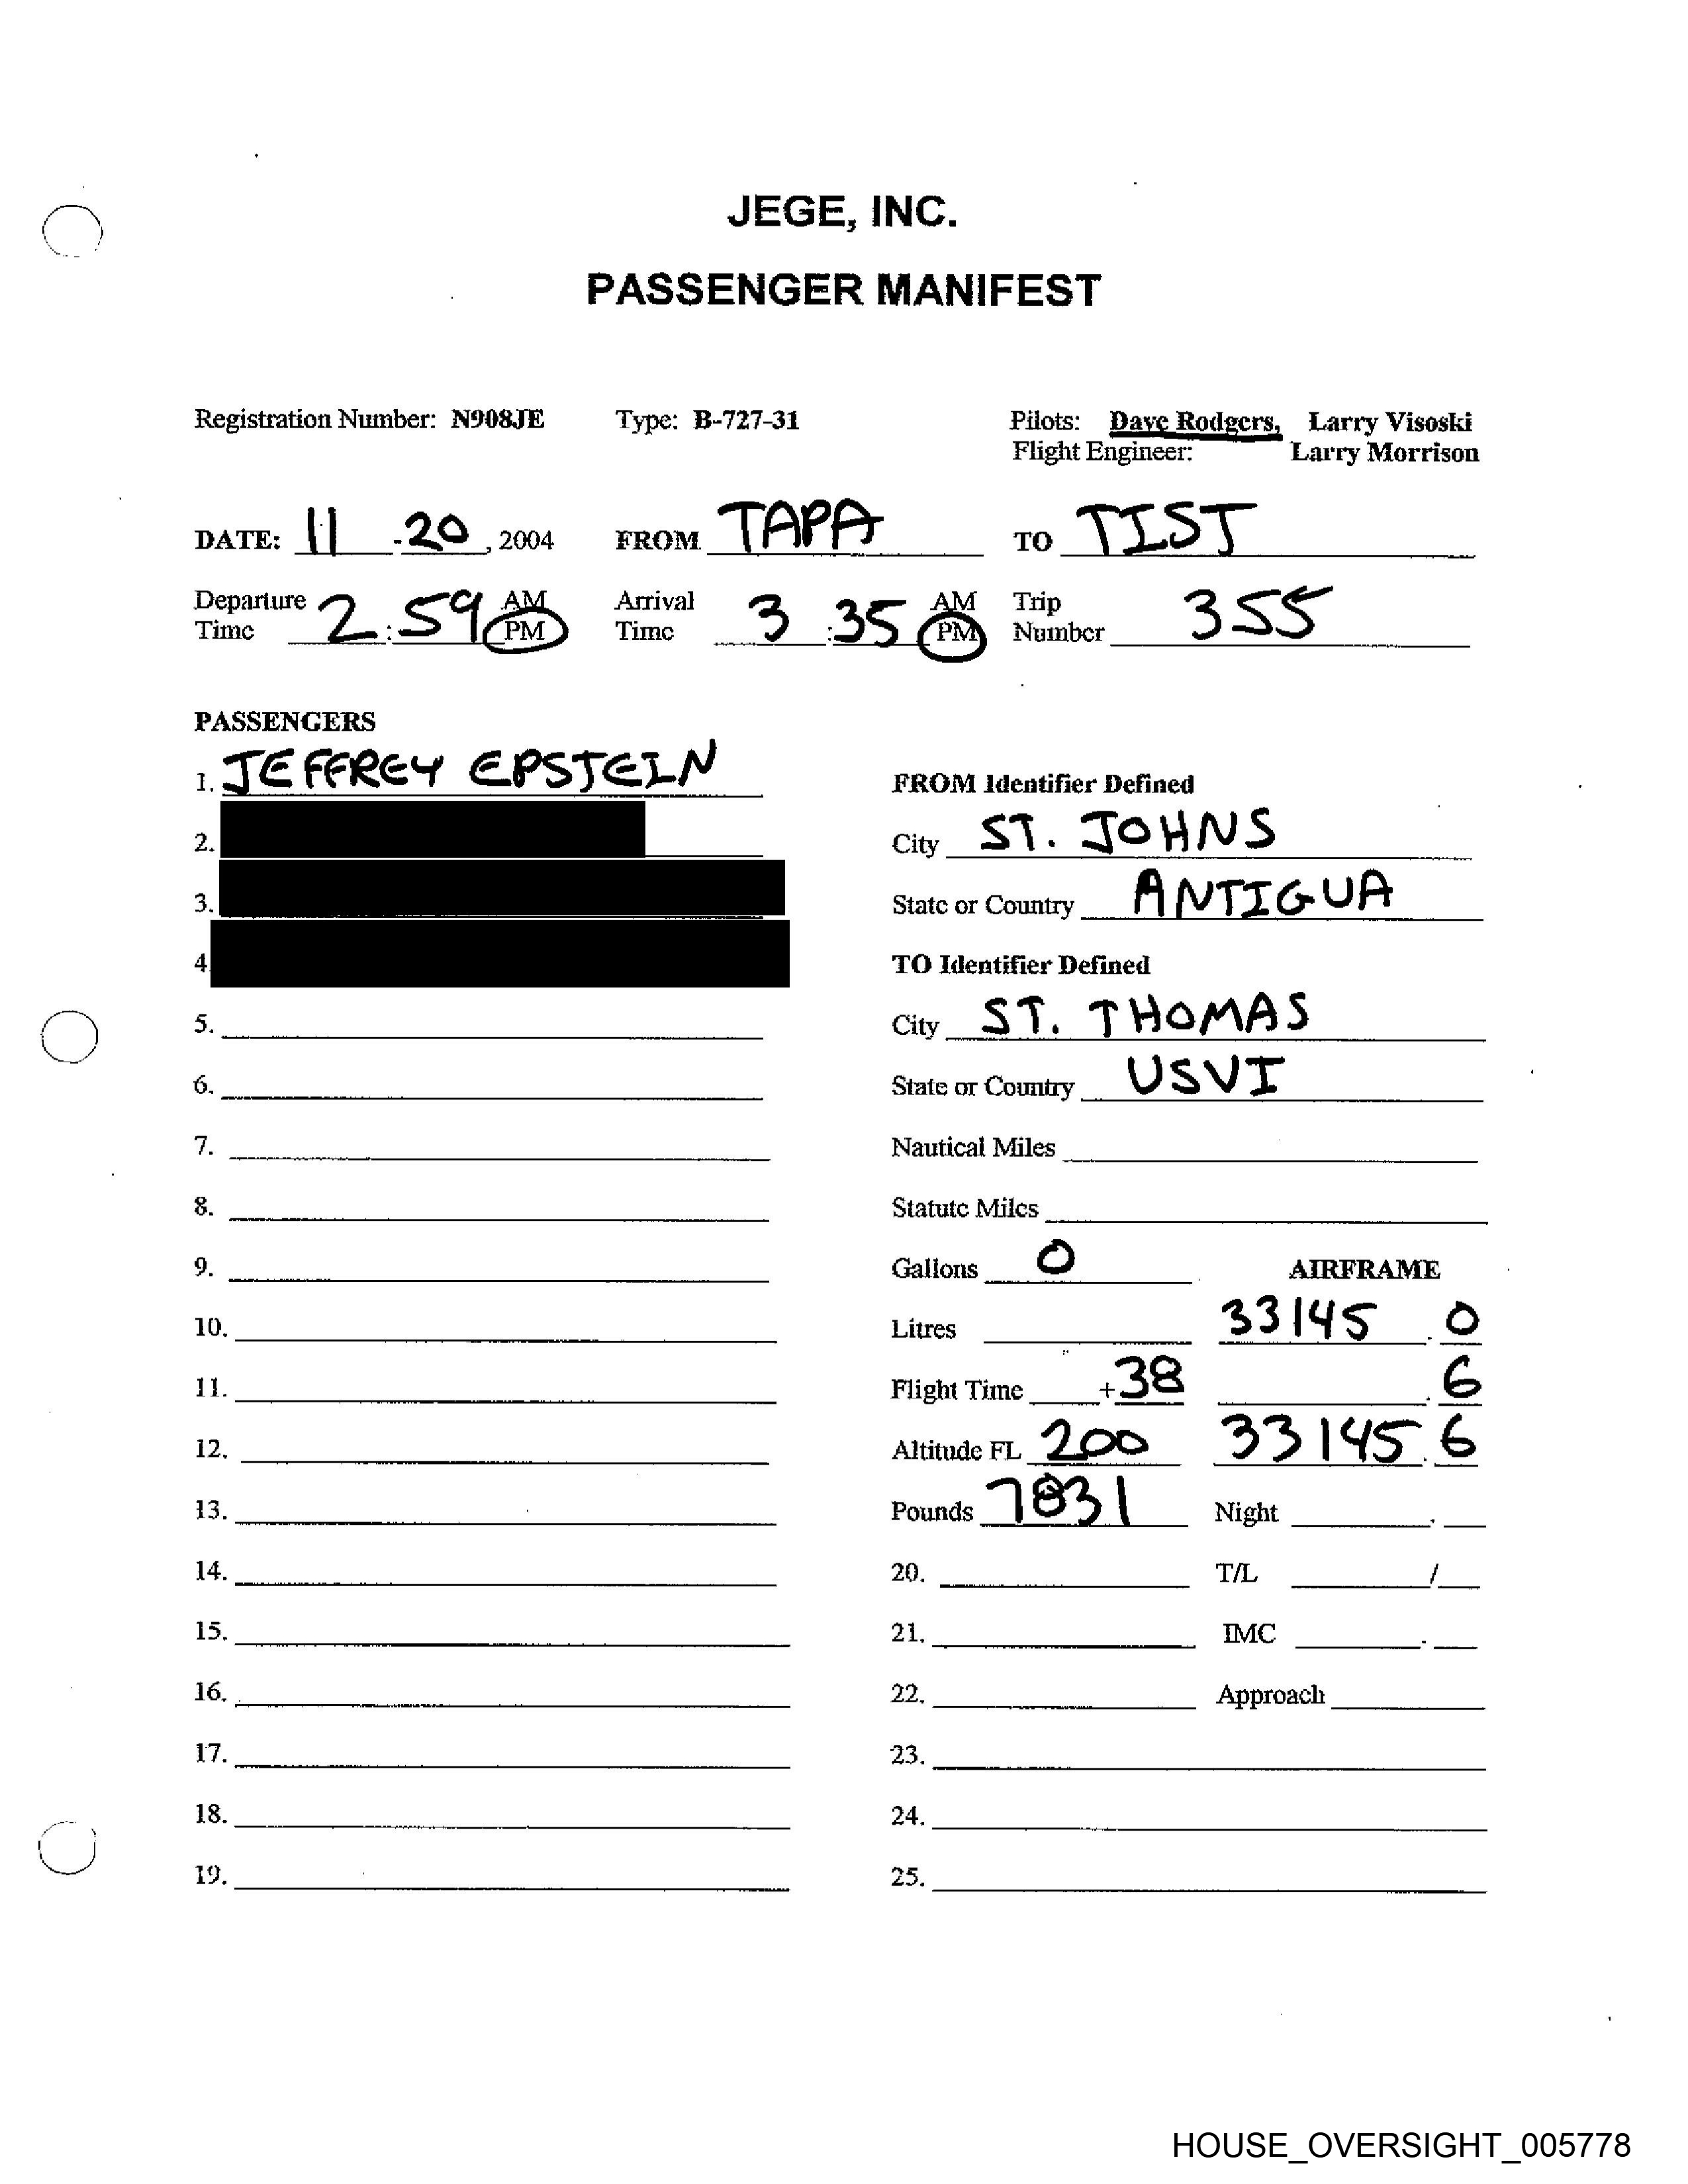 JEGE, INC.
PASSENGER MANIFEST
Registration Number: N908JE Type: B-727-31 Pilots: Dave Rodgers, Larry Visoski
Flight Engineer: Larry Morrison
DATE: 11 - 20, 2004 FROM TAPA TO TIST
Departure Time 2:59 AM PM Arrival Time 3:35 AM PM Trip Number 355
PASSENGERS
1. JEFFREY EPSTEIN
2.
3.
4
5.
6.
7.
8.
9.
10.
11.
12.
13.
14.
15.
16.
17.
18.
19.
FROM Identifier Defined
City ST. JOHNS
State or Country ANTIGUA
TO Identifier Defined
City ST. THOMAS
State or Country USVI
Nautical Miles
Statute Miles
Gallons 0 AIRFRAME
Litres 33145.0
Flight Time +38 .6
Altitude FL 200 33145.6
Pounds 7831 Night .
20. T/L /
21. IMC .
22. Approach
23.
24.
25.
HOUSE_OVERSIGHT_005778